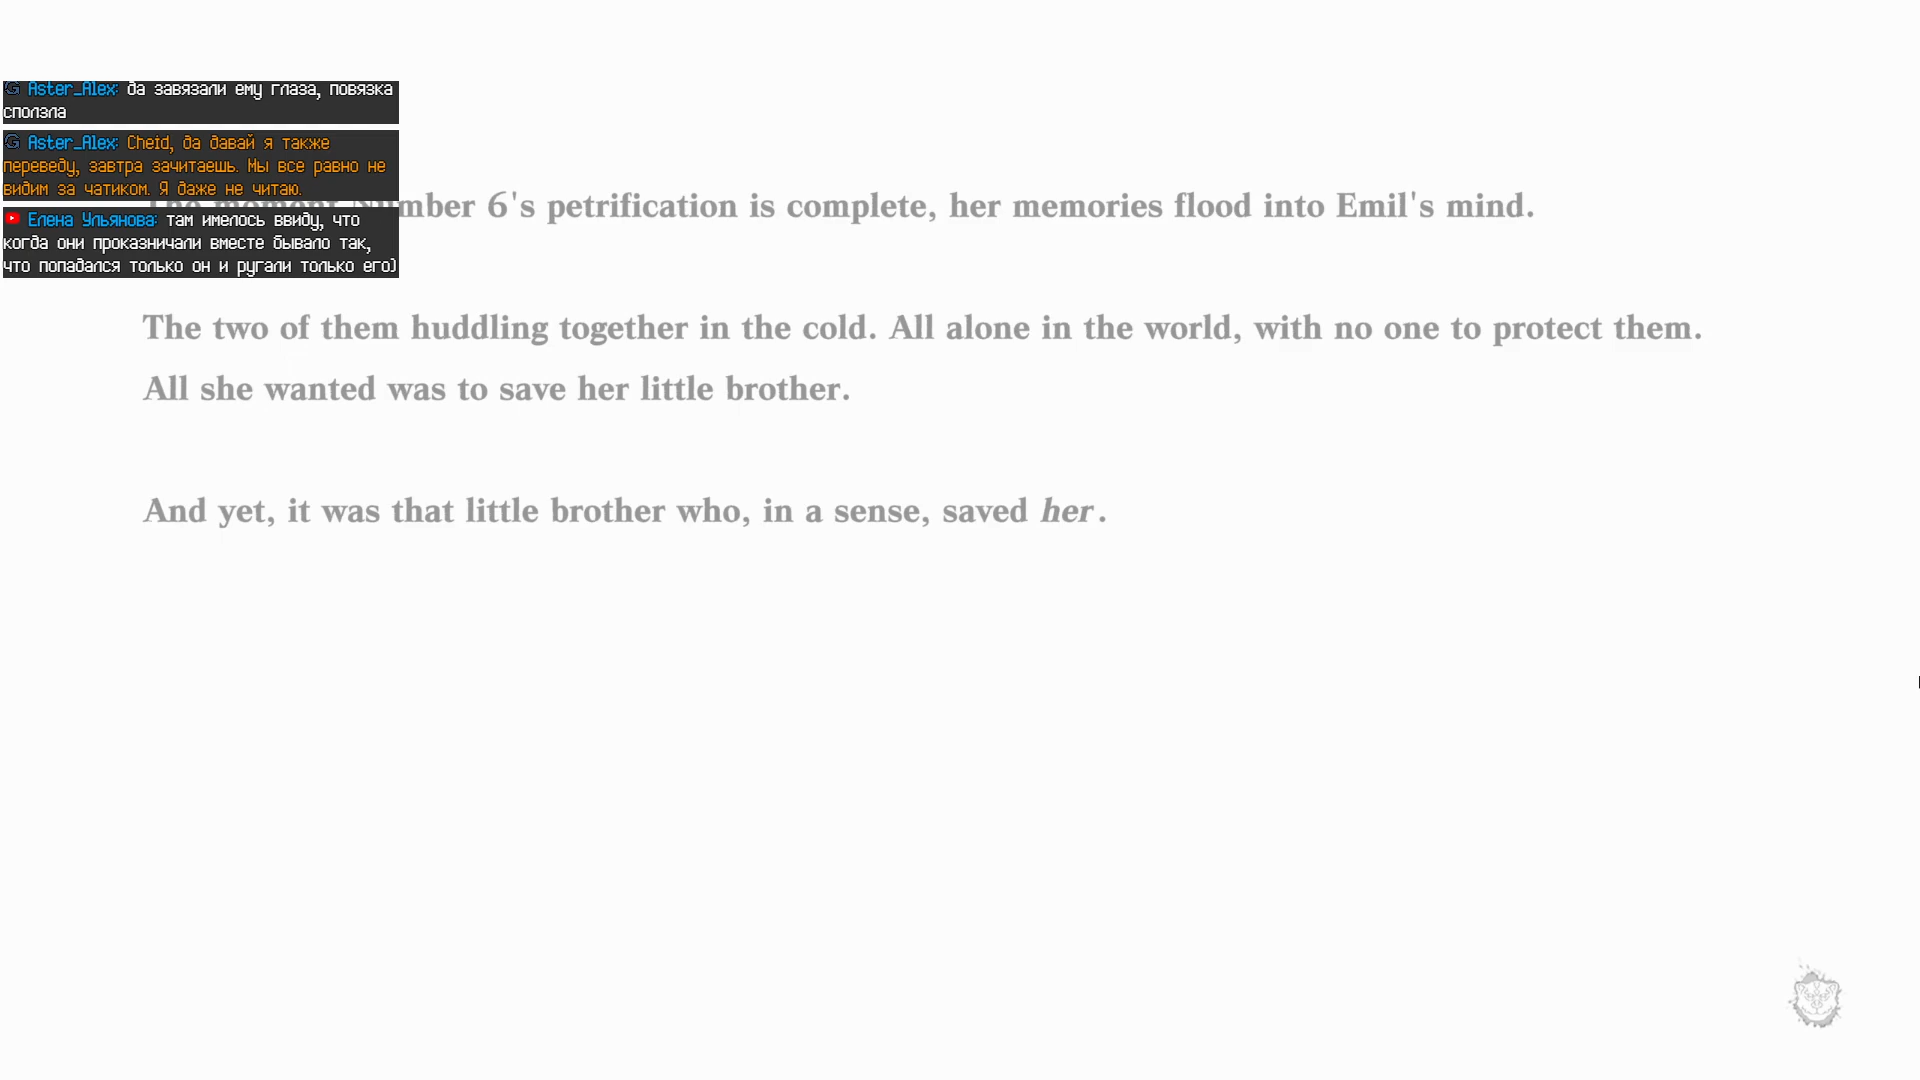 Aster_Alex: да завязали ему глаза, повязка
сползла
Aster_Alex: Cheid, да давай я также
переведу, завтра зачитаешь. Мы все равно не
видим за чатиком. Я даже не читаю.
Елена Ульянова: там имелось ввиду, что
когда они проказничали вместе бывало так,
что попадался только он и ругали только его)
The moment Number 6's petrification is complete, her memories flood into Emil's mind.
The two of them huddling together in the cold. All alone in the world, with no one to protect them.
All she wanted was to save her little brother.
And yet, it was that little brother who, in a sense, saved her.